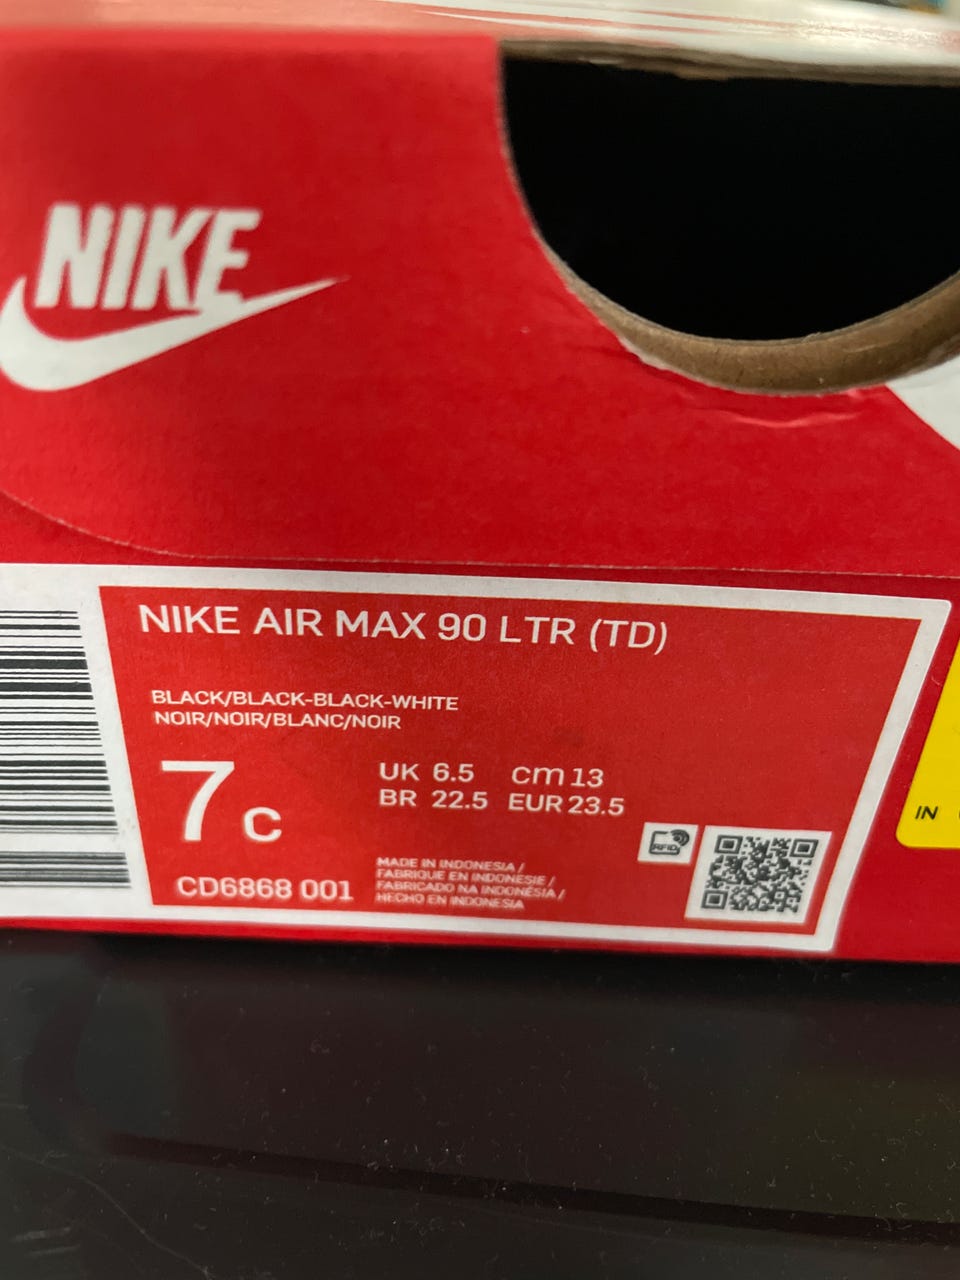 NIKE
NIKE AIR MAX 90 LTR (TD)
BLACK/BLACK-BLACK-WHITE
NOIR/NOIR/BLANC/NOIR
7c
UK 6.5 cm 13
BR 22.5 EUR 23.5
CD6868 001
MADE IN INDONESIA /
FABRIQUE EN INDONESIE /
FABRICADO NA INDONÉSIA /
HECHO EN INDONESIA
RFID
IN